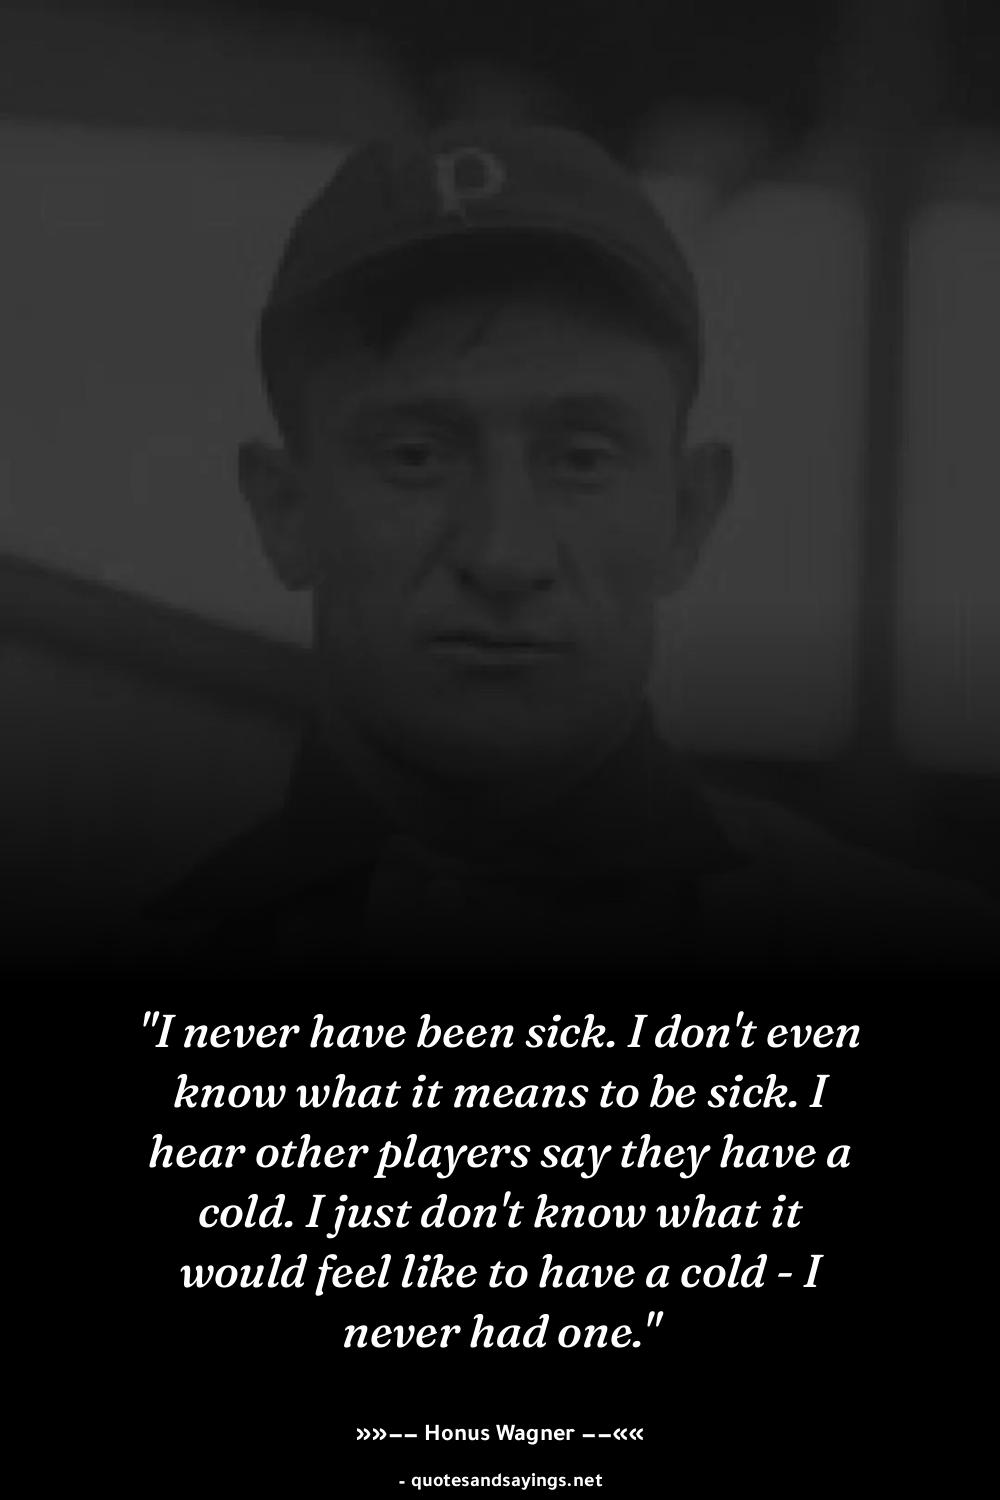 P
"I never have been sick. I don't even
know what it means to be sick. I
hear other players say they have a
cold. I just don't know what it
would feel like to have a cold - I
never had one."
»»-- Honus Wagner --««
- quotesandsayings.net